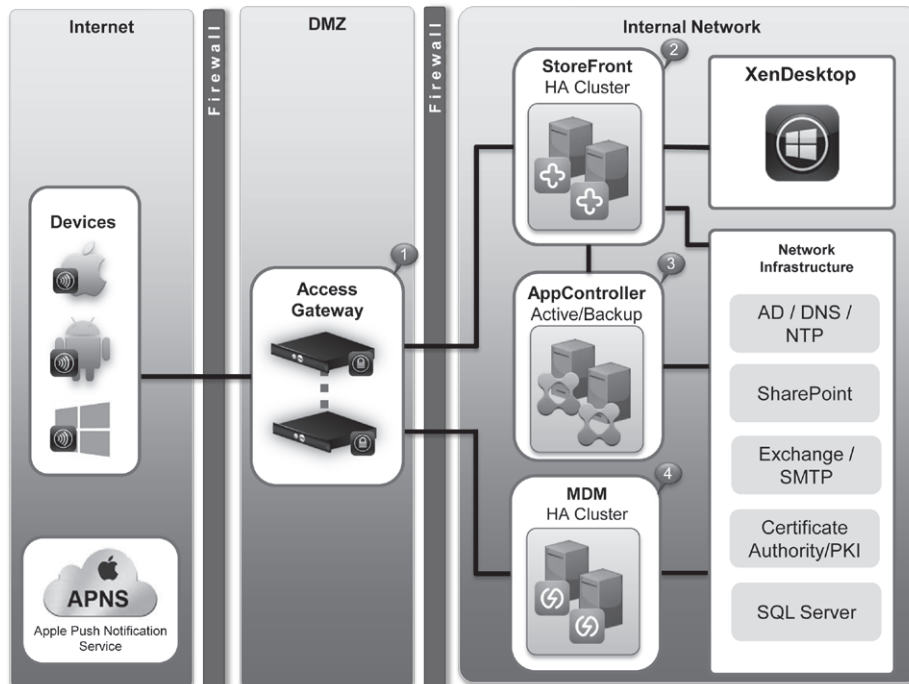 Internet
Firewall
DMZ
Firewall
Internal Network
Devices
APNS
Apple Push Notification
Service
1
Access
Gateway
2
StoreFront
HA Cluster
3
AppController
Active/Backup
4
MDM
HA Cluster
XenDesktop
Network
Infrastructure
AD / DNS /
NTP
SharePoint
Exchange /
SMTP
Certificate
Authority/PKI
SQL Server